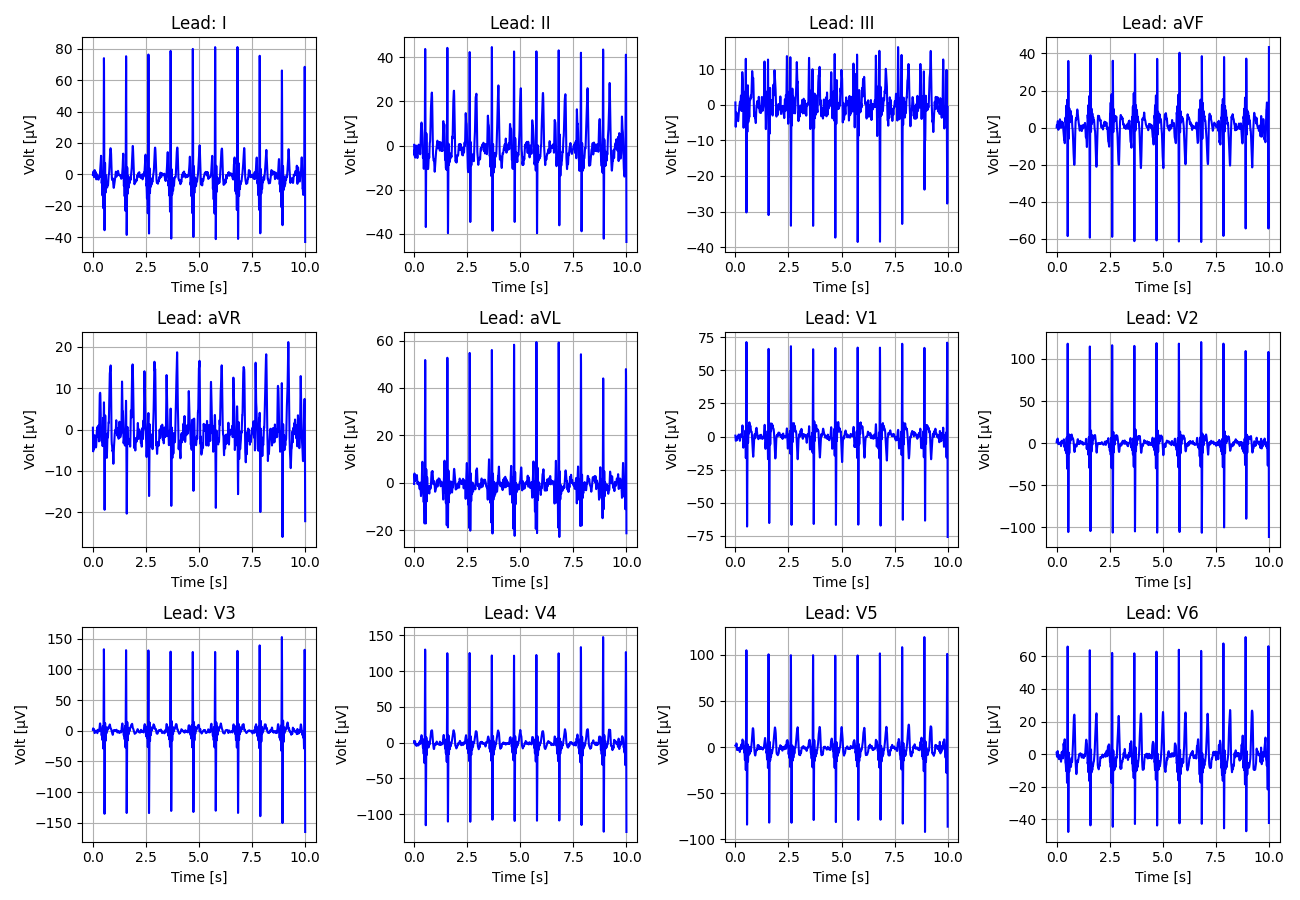 Lead: I
Volt [µV]
80
60
40
20
0
−20
−40
0.0 2.5 5.0 7.5 10.0
Time [s]
Lead: II
Volt [µV]
40
20
0
−20
−40
0.0 2.5 5.0 7.5 10.0
Time [s]
Lead: III
Volt [µV]
10
0
−10
−20
−30
−40
0.0 2.5 5.0 7.5 10.0
Time [s]
Lead: aVF
Volt [µV]
40
20
0
−20
−40
−60
0.0 2.5 5.0 7.5 10.0
Time [s]
Lead: aVR
Volt [µV]
20
10
0
−10
−20
0.0 2.5 5.0 7.5 10.0
Time [s]
Lead: aVL
Volt [µV]
60
40
20
0
−20
0.0 2.5 5.0 7.5 10.0
Time [s]
Lead: V1
Volt [µV]
75
50
25
0
−25
−50
−75
0.0 2.5 5.0 7.5 10.0
Time [s]
Lead: V2
Volt [µV]
100
50
0
−50
−100
0.0 2.5 5.0 7.5 10.0
Time [s]
Lead: V3
Volt [µV]
150
100
50
0
−50
−100
−150
0.0 2.5 5.0 7.5 10.0
Time [s]
Lead: V4
Volt [µV]
150
100
50
0
−50
−100
0.0 2.5 5.0 7.5 10.0
Time [s]
Lead: V5
Volt [µV]
100
50
0
−50
−100
0.0 2.5 5.0 7.5 10.0
Time [s]
Lead: V6
Volt [µV]
60
40
20
0
−20
−40
0.0 2.5 5.0 7.5 10.0
Time [s]